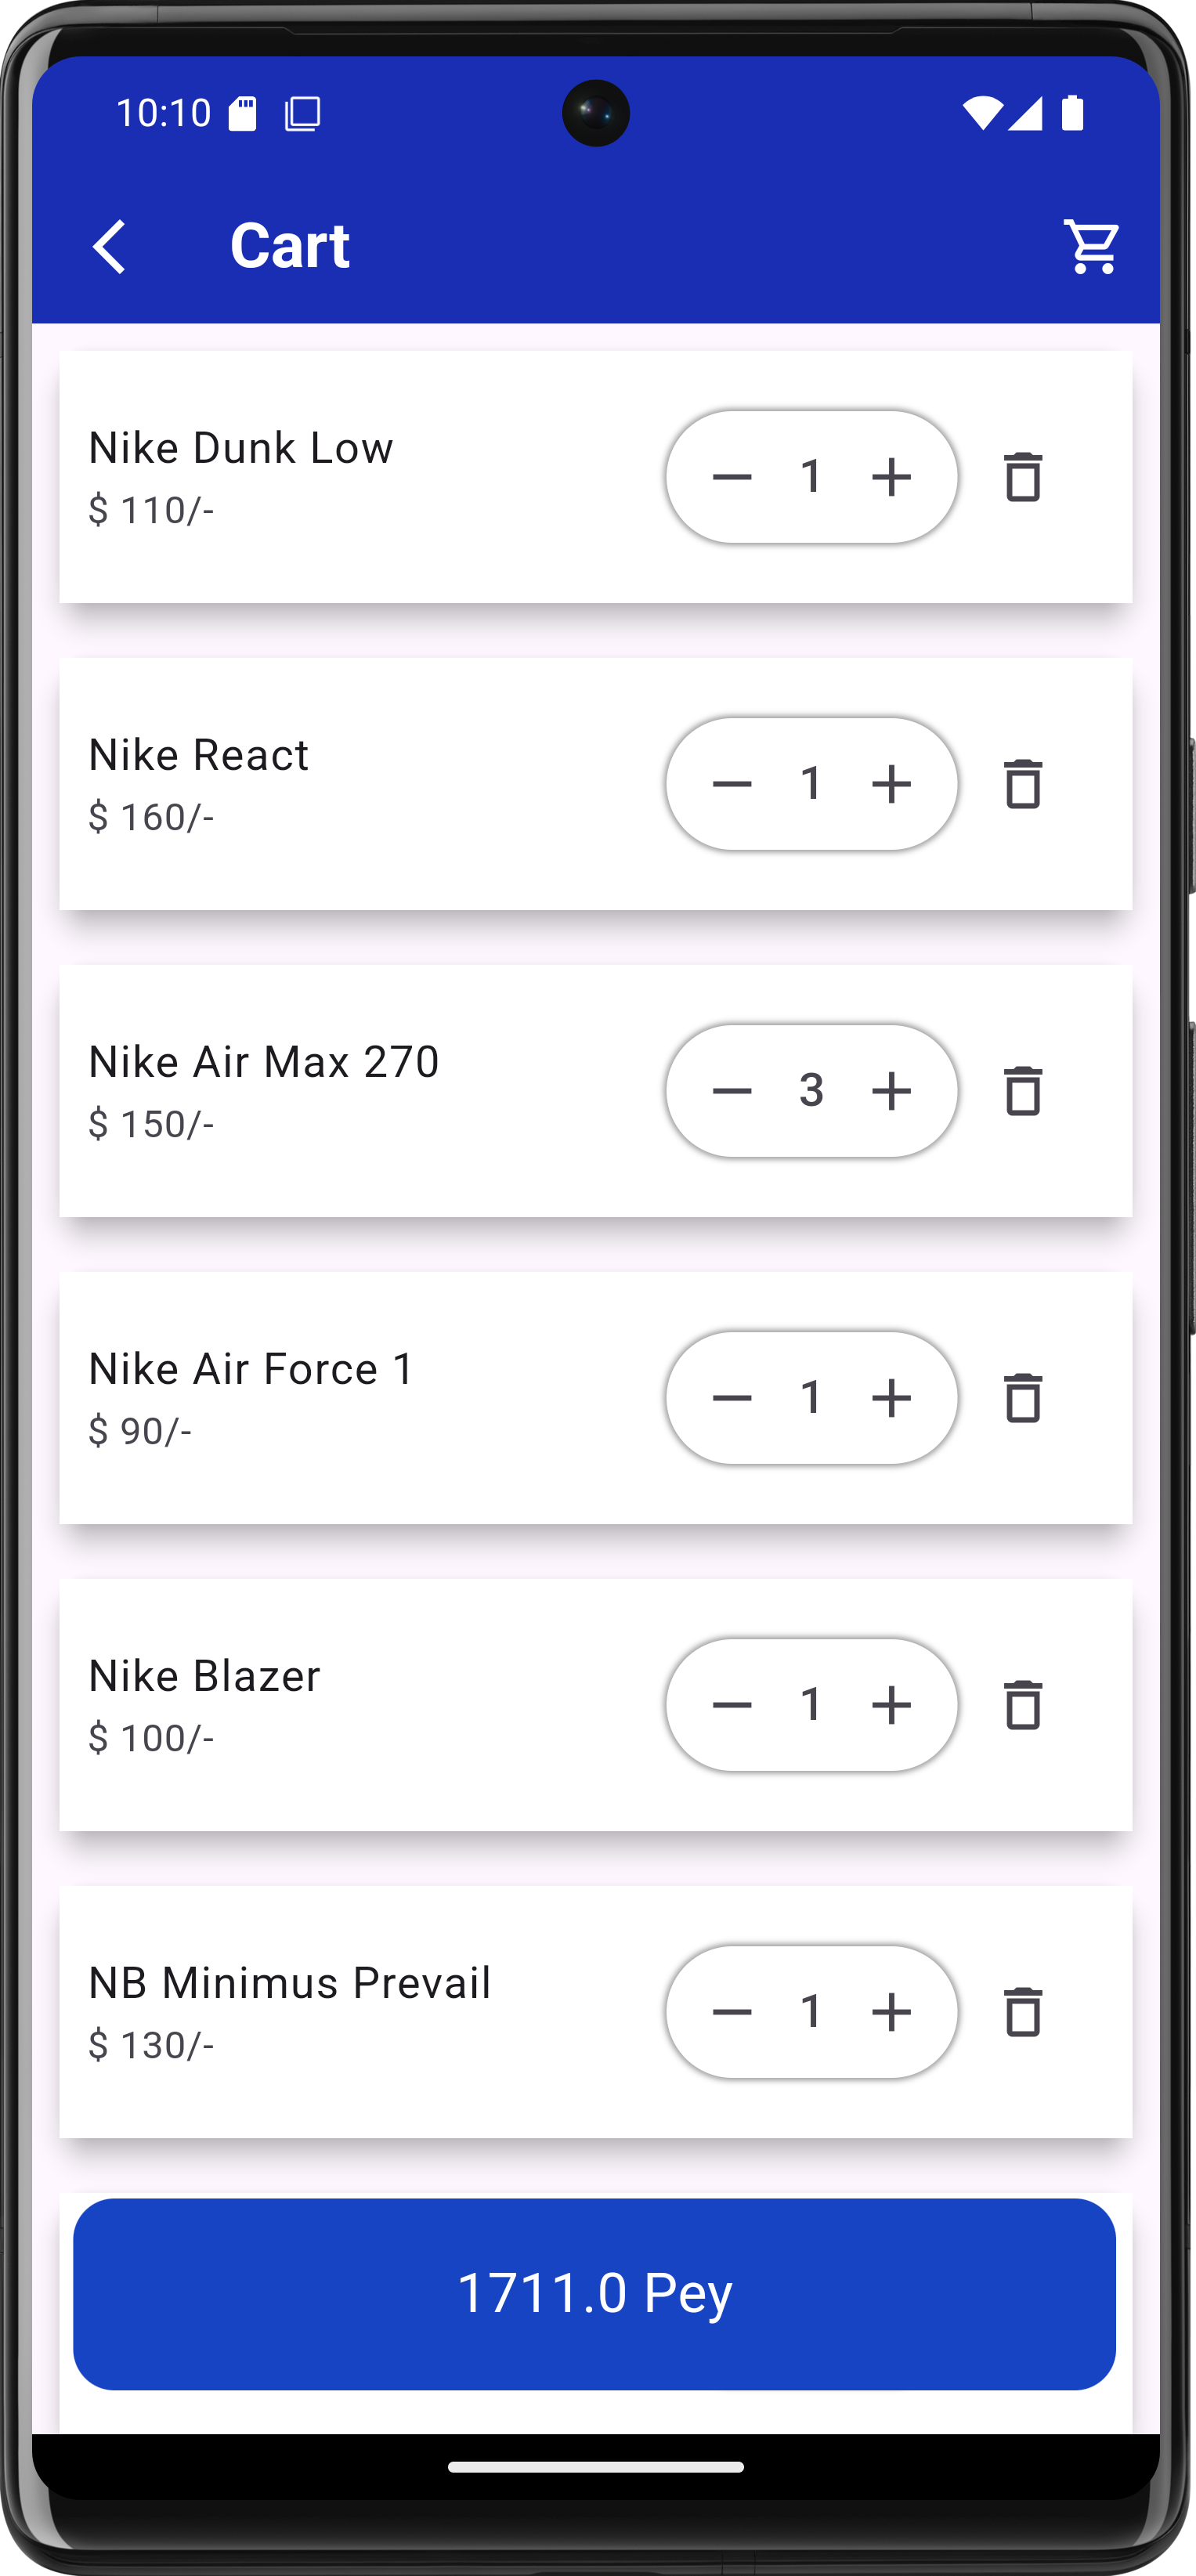 10:10
Cart
Nike Dunk Low
$ 110/-
1
Nike React
$ 160/-
1
Nike Air Max 270
$ 150/-
3
Nike Air Force 1
$ 90/-
1
Nike Blazer
$ 100/-
1
NB Minimus Prevail
$ 130/-
1
1711.0 Pey